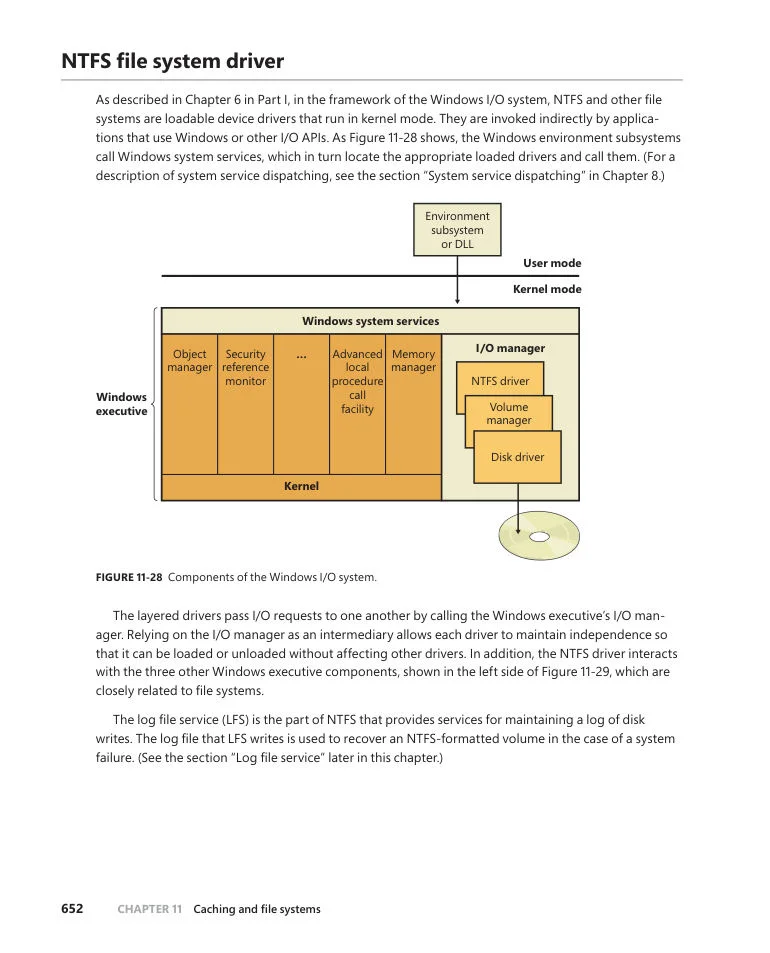 NTFS file system driver
As described in Chapter 6 in Part I, in the framework of the Windows I/O system, NTFS and other file
systems are loadable device drivers that run in kernel mode. They are invoked indirectly by applica-
tions that use Windows or other I/O APIs. As Figure 11-28 shows, the Windows environment subsystems
call Windows system services, which in turn locate the appropriate loaded drivers and call them. (For a
description of system service dispatching, see the section “System service dispatching” in Chapter 8.)
Environment
subsystem
or DLL
User mode
Kernel mode
Windows system services
Windows
executive
Object
manager
Security
reference
monitor
...
Advanced
local
procedure
call
facility
Memory
manager
Kernel
I/O manager
NTFS driver
Volume
manager
Disk driver
FIGURE 11-28 Components of the Windows I/O system.
The layered drivers pass I/O requests to one another by calling the Windows executive’s I/O man-
ager. Relying on the I/O manager as an intermediary allows each driver to maintain independence so
that it can be loaded or unloaded without affecting other drivers. In addition, the NTFS driver interacts
with the three other Windows executive components, shown in the left side of Figure 11-29, which are
closely related to file systems.
The log file service (LFS) is the part of NTFS that provides services for maintaining a log of disk
writes. The log file that LFS writes is used to recover an NTFS-formatted volume in the case of a system
failure. (See the section “Log file service” later in this chapter.)
652 CHAPTER 11 Caching and file systems